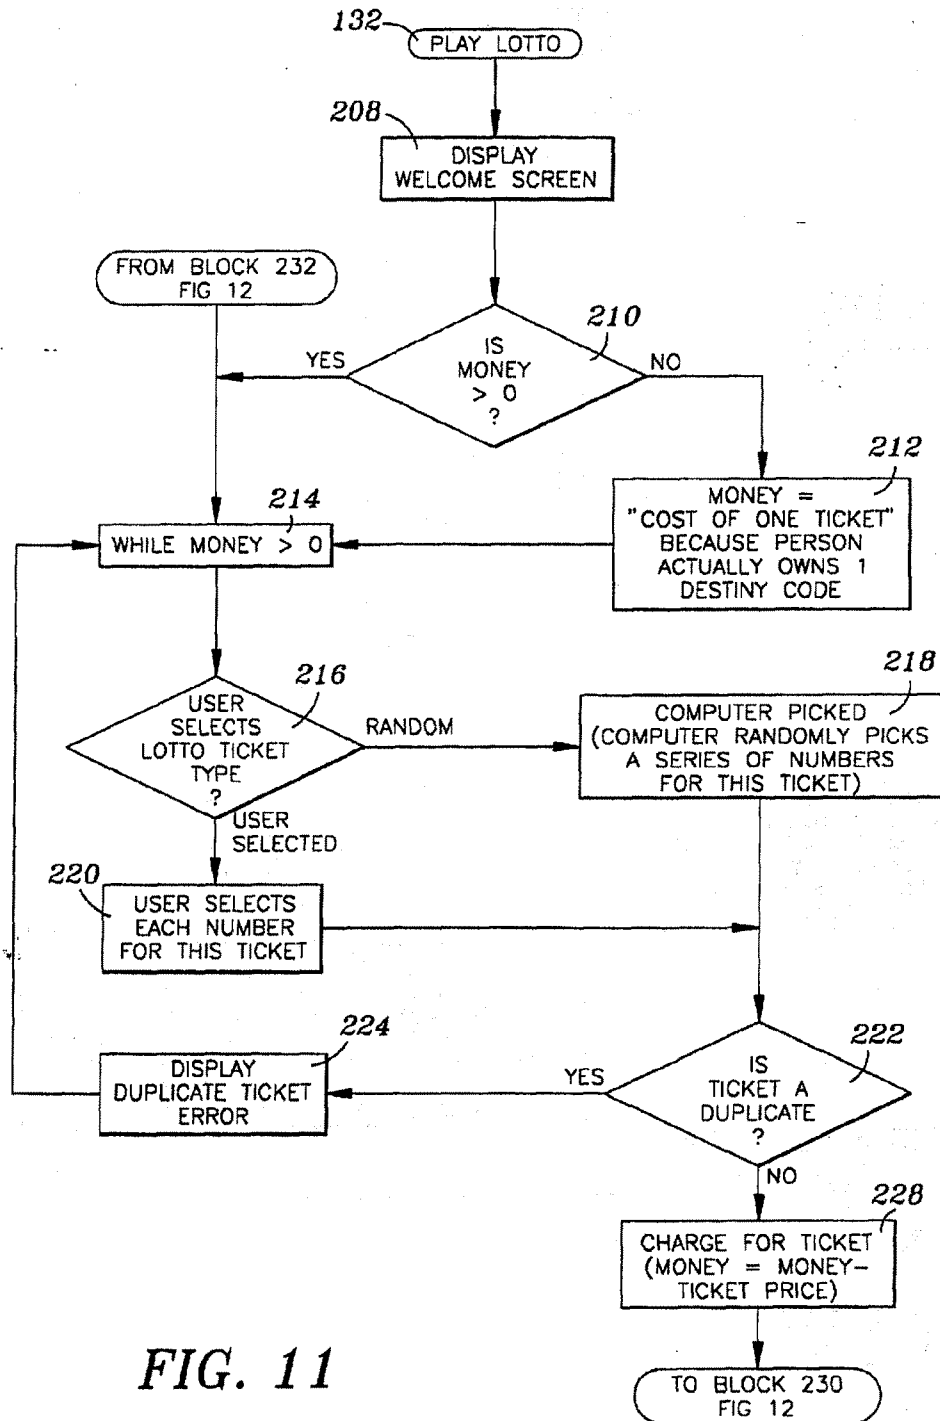 132
PLAY LOTTO
208
DISPLAY
WELCOME SCREEN
FROM BLOCK 232
FIG 12
210
IS
MONEY
> 0
?
YES
NO
212
MONEY =
"COST OF ONE TICKET"
BECAUSE PERSON
ACTUALLY OWNS 1
DESTINY CODE
214
WHILE MONEY > 0
216
USER
SELECTS
LOTTO TICKET
TYPE
?
RANDOM
USER
SELECTED
218
COMPUTER PICKED
(COMPUTER RANDOMLY PICKS
A SERIES OF NUMBERS
FOR THIS TICKET)
220
USER SELECTS
EACH NUMBER
FOR THIS TICKET
222
IS
TICKET A
DUPLICATE
?
YES
NO
224
DISPLAY
DUPLICATE TICKET
ERROR
228
CHARGE FOR TICKET
(MONEY = MONEY-
TICKET PRICE)
TO BLOCK 230
FIG 12
FIG. 11